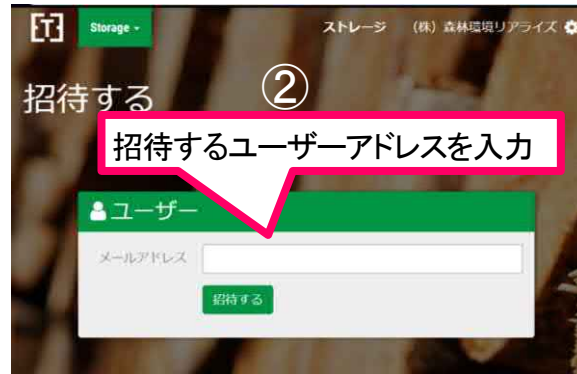 [T] Storage ストレージ (株) 森林環境リアライズ
招待する
②
招待するユーザーアドレスを入力
ユーザー
メールアドレス
招待する